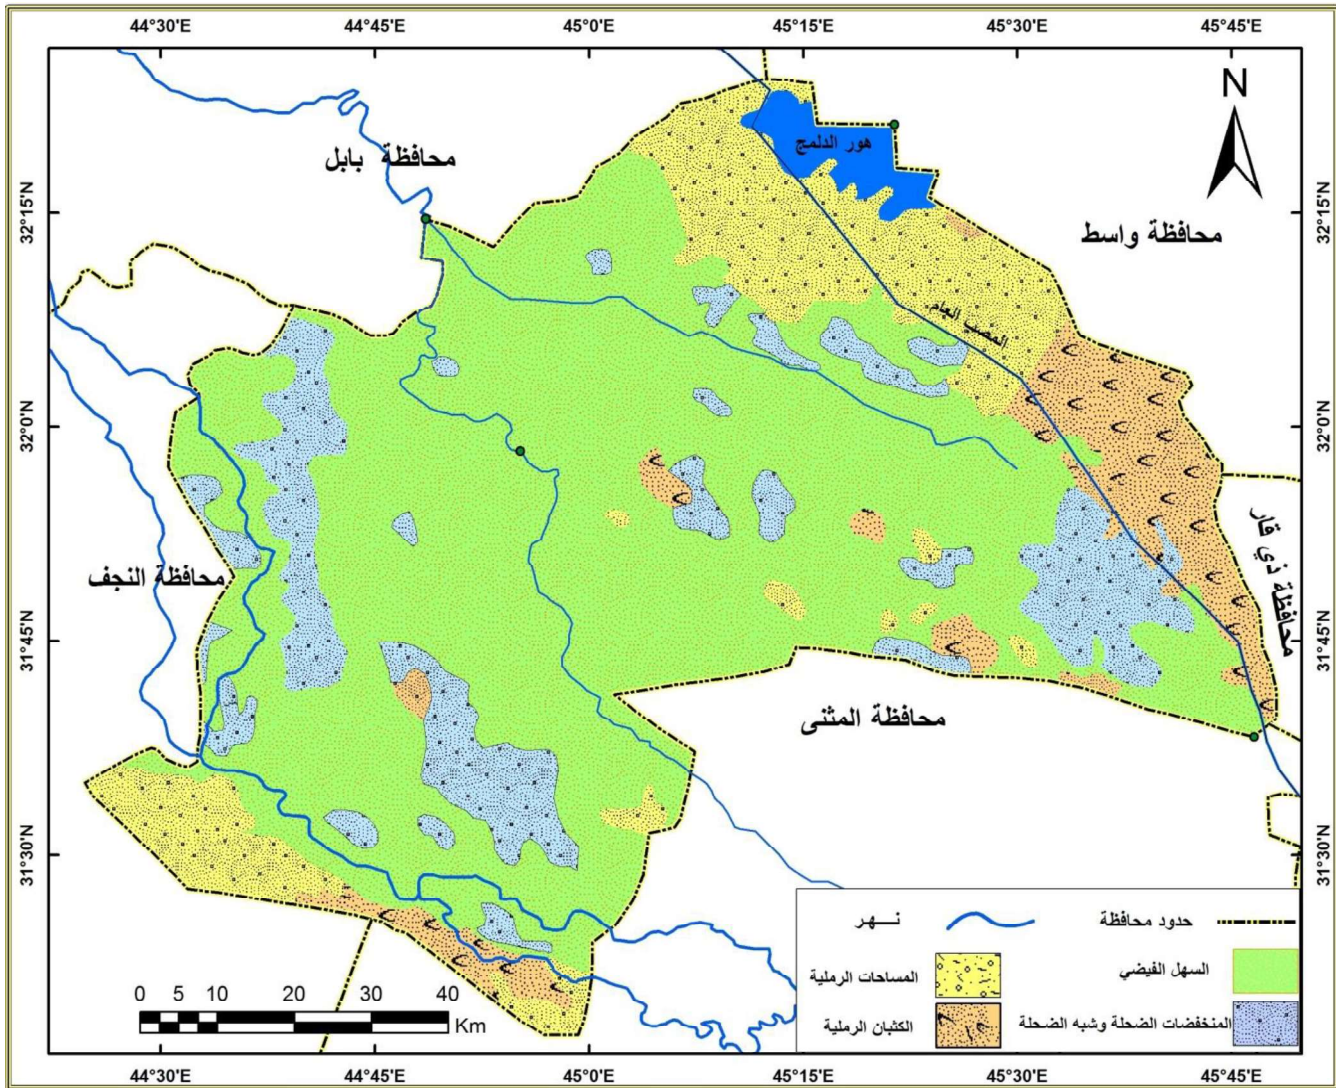 44°30'E 44°45'E 45°0'E 45°15'E 45°30'E 45°45'E
N
هور الدلمج
محافظة بابل
32°15'N 32°15'N
محافظة واسط
المصب العام
32°0'N 32°0'N
محافظة ذي قار
محافظة النجف
31°45'N 31°45'N
محافظة المثنى
31°30'N 31°30'N
حدود محافظة
نـــهر
السهل الفيضي
المساحات الرملية
المنخفضات الضحلة وشبه الضحلة
الكثبان الرملية
0 5 10 20 30 40
Km
44°30'E 44°45'E 45°0'E 45°15'E 45°30'E 45°45'E